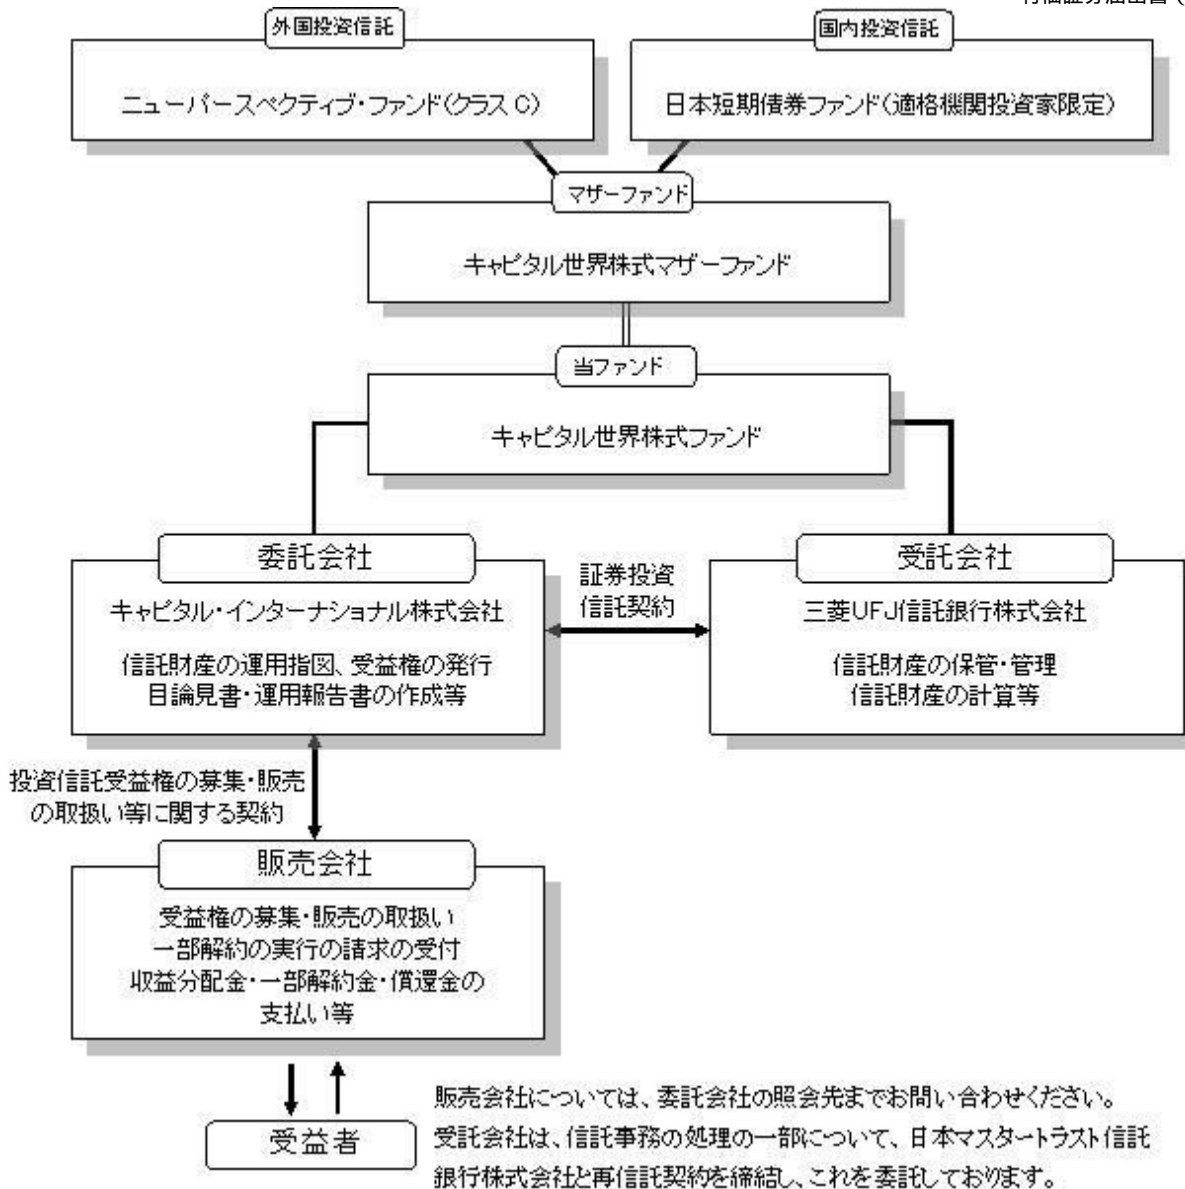 外国投資信託
ニューパースペクティブ・ファンド(クラス C)
国内投資信託
日本短期債券ファンド(適格機関投資家限定)
マザーファンド
キャピタル世界株式マザーファンド
当ファンド
キャピタル世界株式ファンド
委託会社
キャピタル・インターナショナル株式会社
信託財産の運用指図、受益権の発行
目論見書・運用報告書の作成等
証券投資
信託契約
受託会社
三菱UFJ信託銀行株式会社
信託財産の保管・管理
信託財産の計算等
投資信託受益権の募集・販売
の取扱い等に関する契約
販売会社
受益権の募集・販売の取扱い
一部解約の実行の請求の受付
収益分配金・一部解約金・償還金の
支払い等
受益者
販売会社については、委託会社の照会先までお問い合わせください。
受託会社は、信託事務の処理の一部について、日本マスタートラスト信託
銀行株式会社と再信託契約を締結し、これを委託しております。